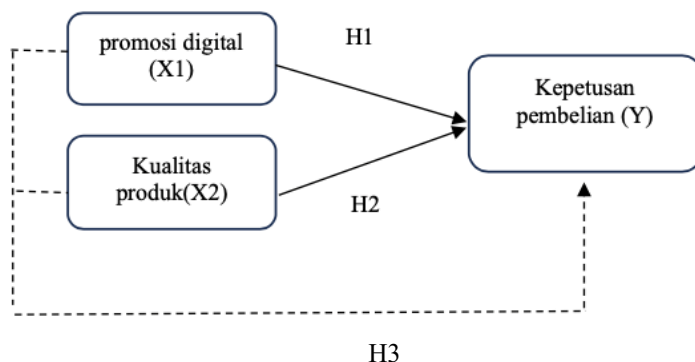 promosi digital
(X1)
H1
Kepetusan
pembelian (Y)
Kualitas
produk(X2)
H2
H3